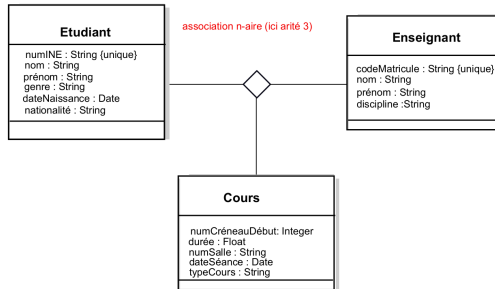 Etudiant
numINE : String {unique}
nom : String
prénom : String
genre : String
dateNaissance : Date
nationalité : String
association n-aire (ici arité 3)
Enseignant
codeMatricule : String {unique}
nom : String
prénom : String
discipline :String
Cours
numCréneauDébut: Integer
durée : Float
numSalle : String
dateSéance : Date
typeCours : String